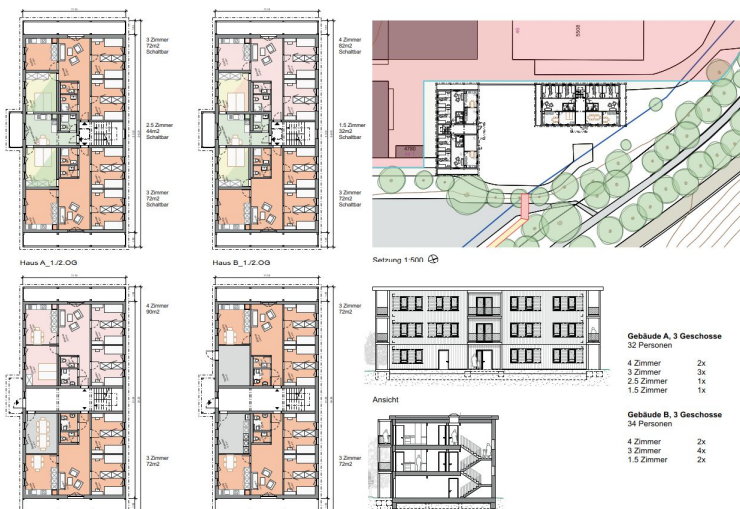 3 Zimmer
72m2
Schaltbar
2.5 Zimmer
44m2
Schaltbar
3 Zimmer
72m2
Schaltbar
Haus A_1./2.OG
4 Zimmer
82m2
Schaltbar
1.5 Zimmer
32m2
Schaltbar
3 Zimmer
72m2
Schaltbar
Haus B_1./2.OG
5508
4760
Setzung 1:500
4 Zimmer
90m2
3 Zimmer
72m2
3 Zimmer
72m2
3 Zimmer
72m2
Ansicht
Gebäude A, 3 Geschosse
32 Personen
4 Zimmer 2x
3 Zimmer 3x
2.5 Zimmer 1x
1.5 Zimmer 1x
Gebäude B, 3 Geschosse
34 Personen
4 Zimmer 2x
3 Zimmer 4x
1.5 Zimmer 2x